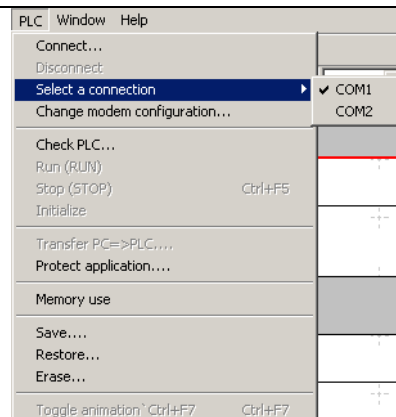 PLC Window Help
Connect...
Disconnect
Select a connection
COM1
Change modem configuration...
COM2
Check PLC...
Run (RUN)
Stop (STOP) Ctrl+F5
Initialize
Transfer PC=>PLC....
Protect application....
Memory use
Save....
Restore...
Erase...
Toggle animation`Ctrl+F7 Ctrl+F7